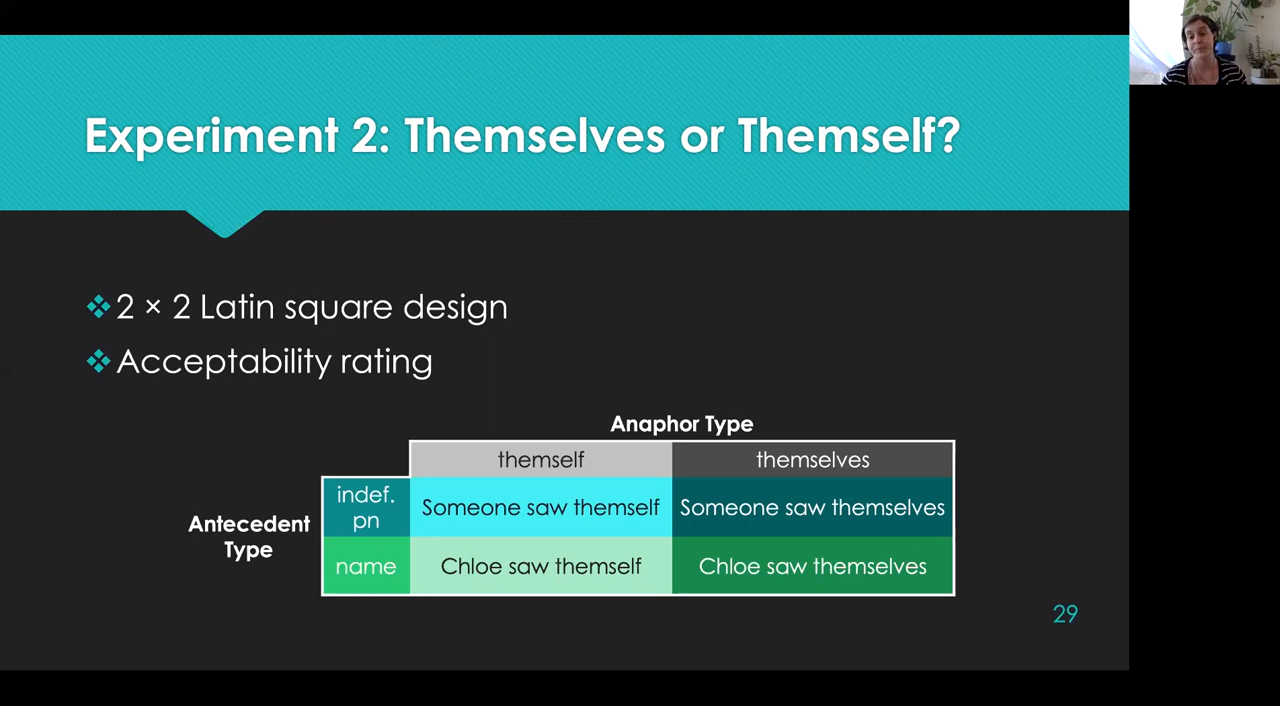 Experiment 2: Themselves or Themself?
2 × 2 Latin square design
Acceptability rating
Anaphor Type
themself themselves
Antecedent Type
indef. pn
Someone saw themself Someone saw themselves
name Chloe saw themself Chloe saw themselves
29